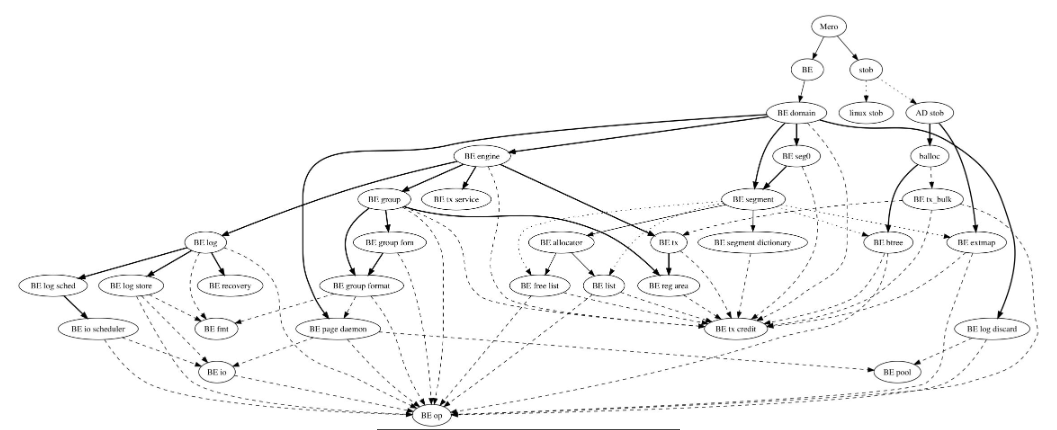 Mero
BE
stob
BE domain
linux stob
AD stob
BE engine
BE seg0
balloc
BE group
BE tx service
BE segment
BE tx_bulk
BE log
BE group fom
BE allocator
BE tx
BE segment dictionary
BE btree
BE extmap
BE log sched
BE log store
BE recovery
BE group format
BE free list
BE list
BE reg area
BE io scheduler
BE fmt
BE page daemon
BE tx credit
BE log discard
BE io
BE pool
BE op